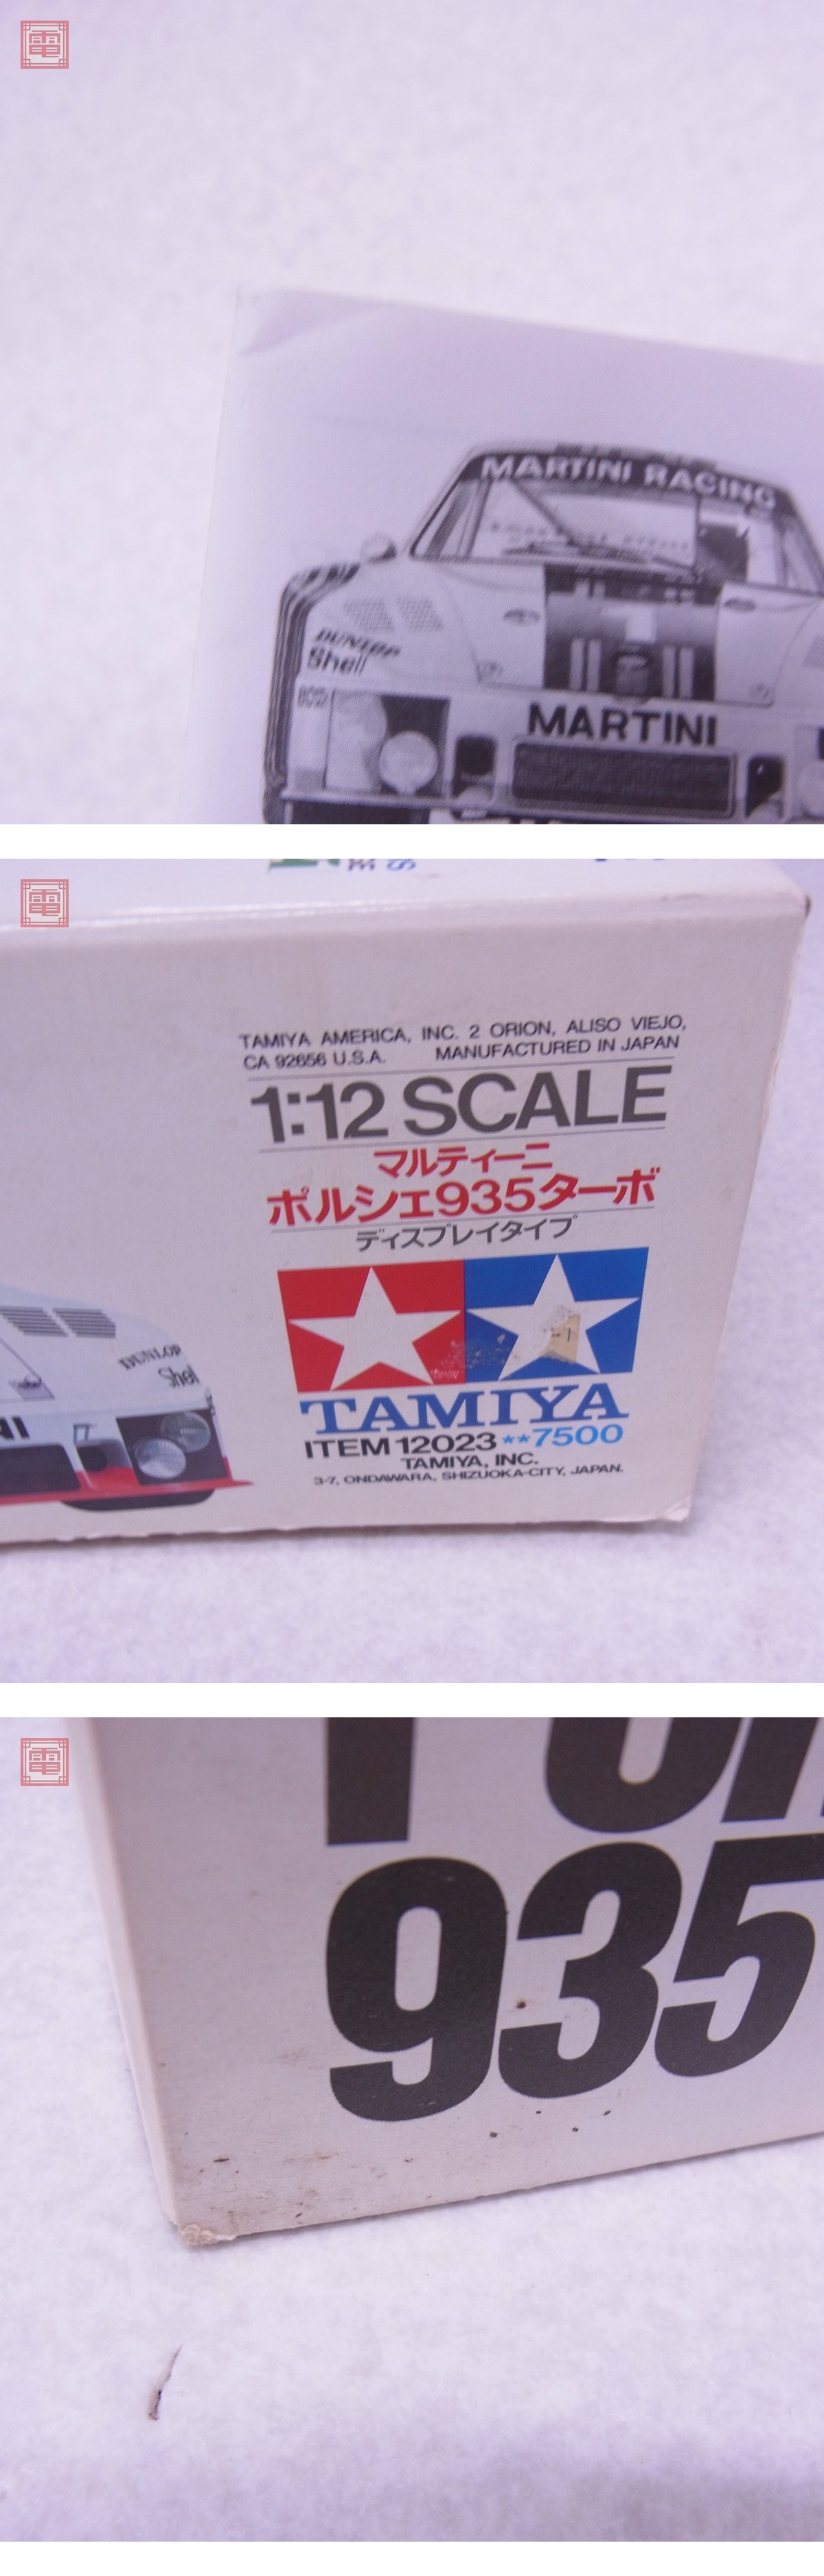 電
MARTINI RACING
DUNLOP
Shell
BOS
MARTINI
電
TAMIYA AMERICA, INC. 2 ORION, ALISO VIEJO,
CA 92656 U.S.A. MANUFACTURED IN JAPAN
1:12 SCALE
マルティーニ
ポルシェ935ターボ
ディスプレイタイプ
DUNLOP
Shell
NI
TAMIYA
ITEM 12023 **7500
TAMIYA, INC.
3-7, ONDAWARA, SHIZUOKA-CITY, JAPAN.
電
935